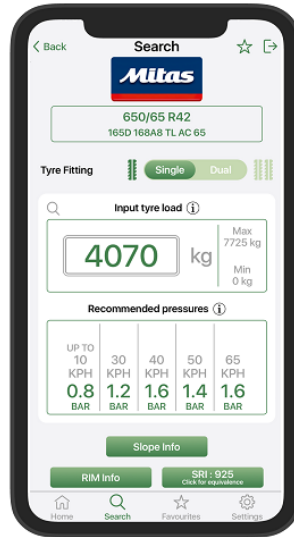 Back
Search
Mitas
650/65 R42
165D 168A8 TL AC 65
Tyre Fitting
Single
Dual
Input tyre load i
4070 kg
Max
7725 kg
Min
0 kg
Recommended pressures i
UP TO
10 30 40 50 65
KPH KPH KPH KPH KPH
0.8 1.2 1.6 1.4 1.6
BAR BAR BAR BAR BAR
Slope Info
RIM Info
SRI : 925
Click for equivalence
Home Search Favourites Settings